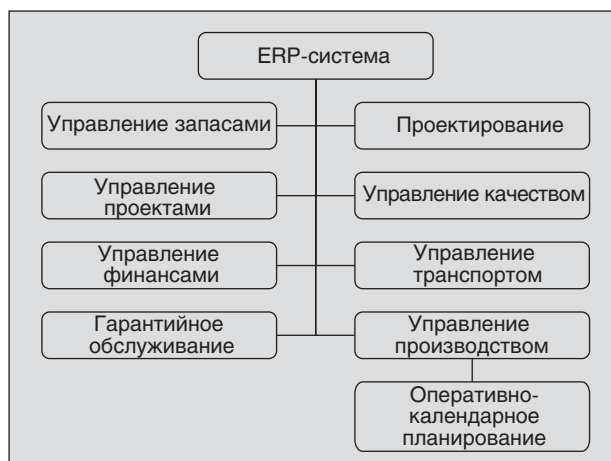 ERP-система
Управление запасами
Проектирование
Управление
проектами
Управление качеством
Управление
финансами
Управление
транспортом
Гарантийное
обслуживание
Управление
производством
Оперативно-
календарное
планирование